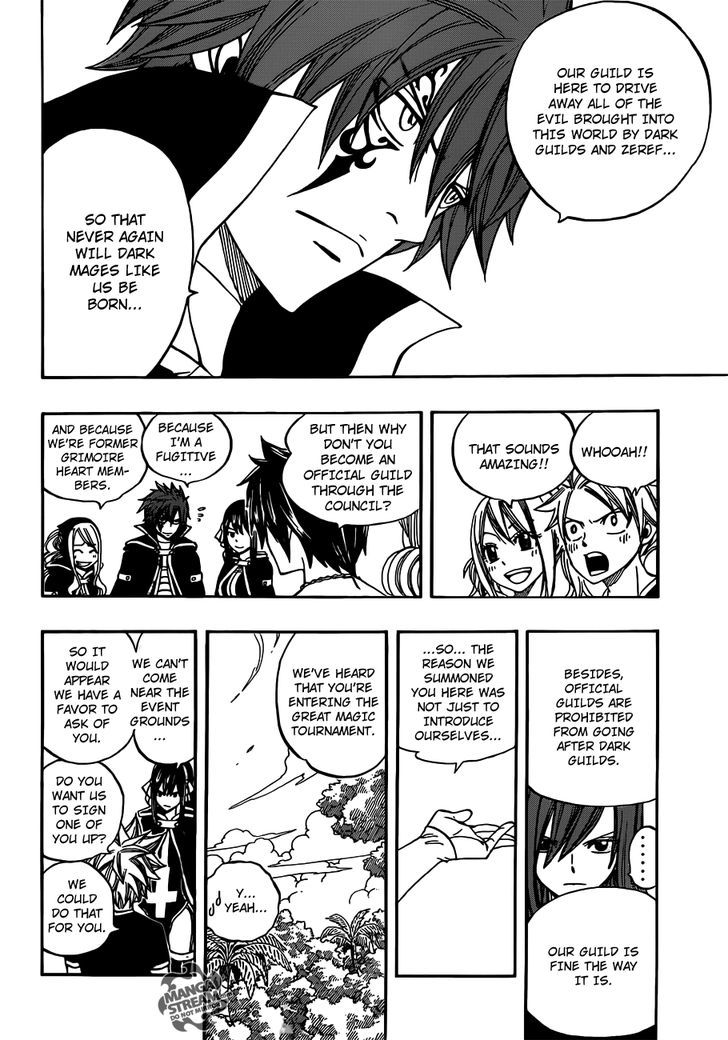 OUR GUILD IS
HERE TO DRIVE
AWAY ALL OF THE
EVIL BROUGHT INTO
THIS WORLD BY DARK
GUILDS AND ZEREF...
SO THAT
NEVER AGAIN
WILL DARK
MAGES LIKE
US BE
BORN...
WHOOAH!!
THAT SOUNDS
AMAZING!!
BUT THEN WHY
DON'T YOU
BECOME AN
OFFICIAL GUILD
THROUGH THE
COUNCIL?
BECAUSE
I'M A
FUGITIVE
...
AND BECAUSE
WE'RE FORMER
GRIMOIRE
HEART MEM-
BERS.
BESIDES,
OFFICIAL
GUILDS ARE
PROHIBITED
FROM GOING
AFTER DARK
GUILDS.
......
OUR GUILD IS
FINE THE WAY
IT IS.
...SO... THE
REASON WE
SUMMONED
YOU HERE WAS
NOT JUST TO
INTRODUCE
OURSELVES...
WE'VE HEARD
THAT YOU'RE
ENTERING THE
GREAT MAGIC
TOURNAMENT.
Y...
YEAH...
WE CAN'T
COME NEAR
THE EVENT
GROUNDS
...
SO IT
WOULD
APPEAR
WE HAVE A
FAVOR TO
ASK OF
YOU.
DO YOU
WANT US
TO SIGN
ONE OF
YOU UP?
WE
COULD
DO THAT
FOR YOU
MANGA
STREAM